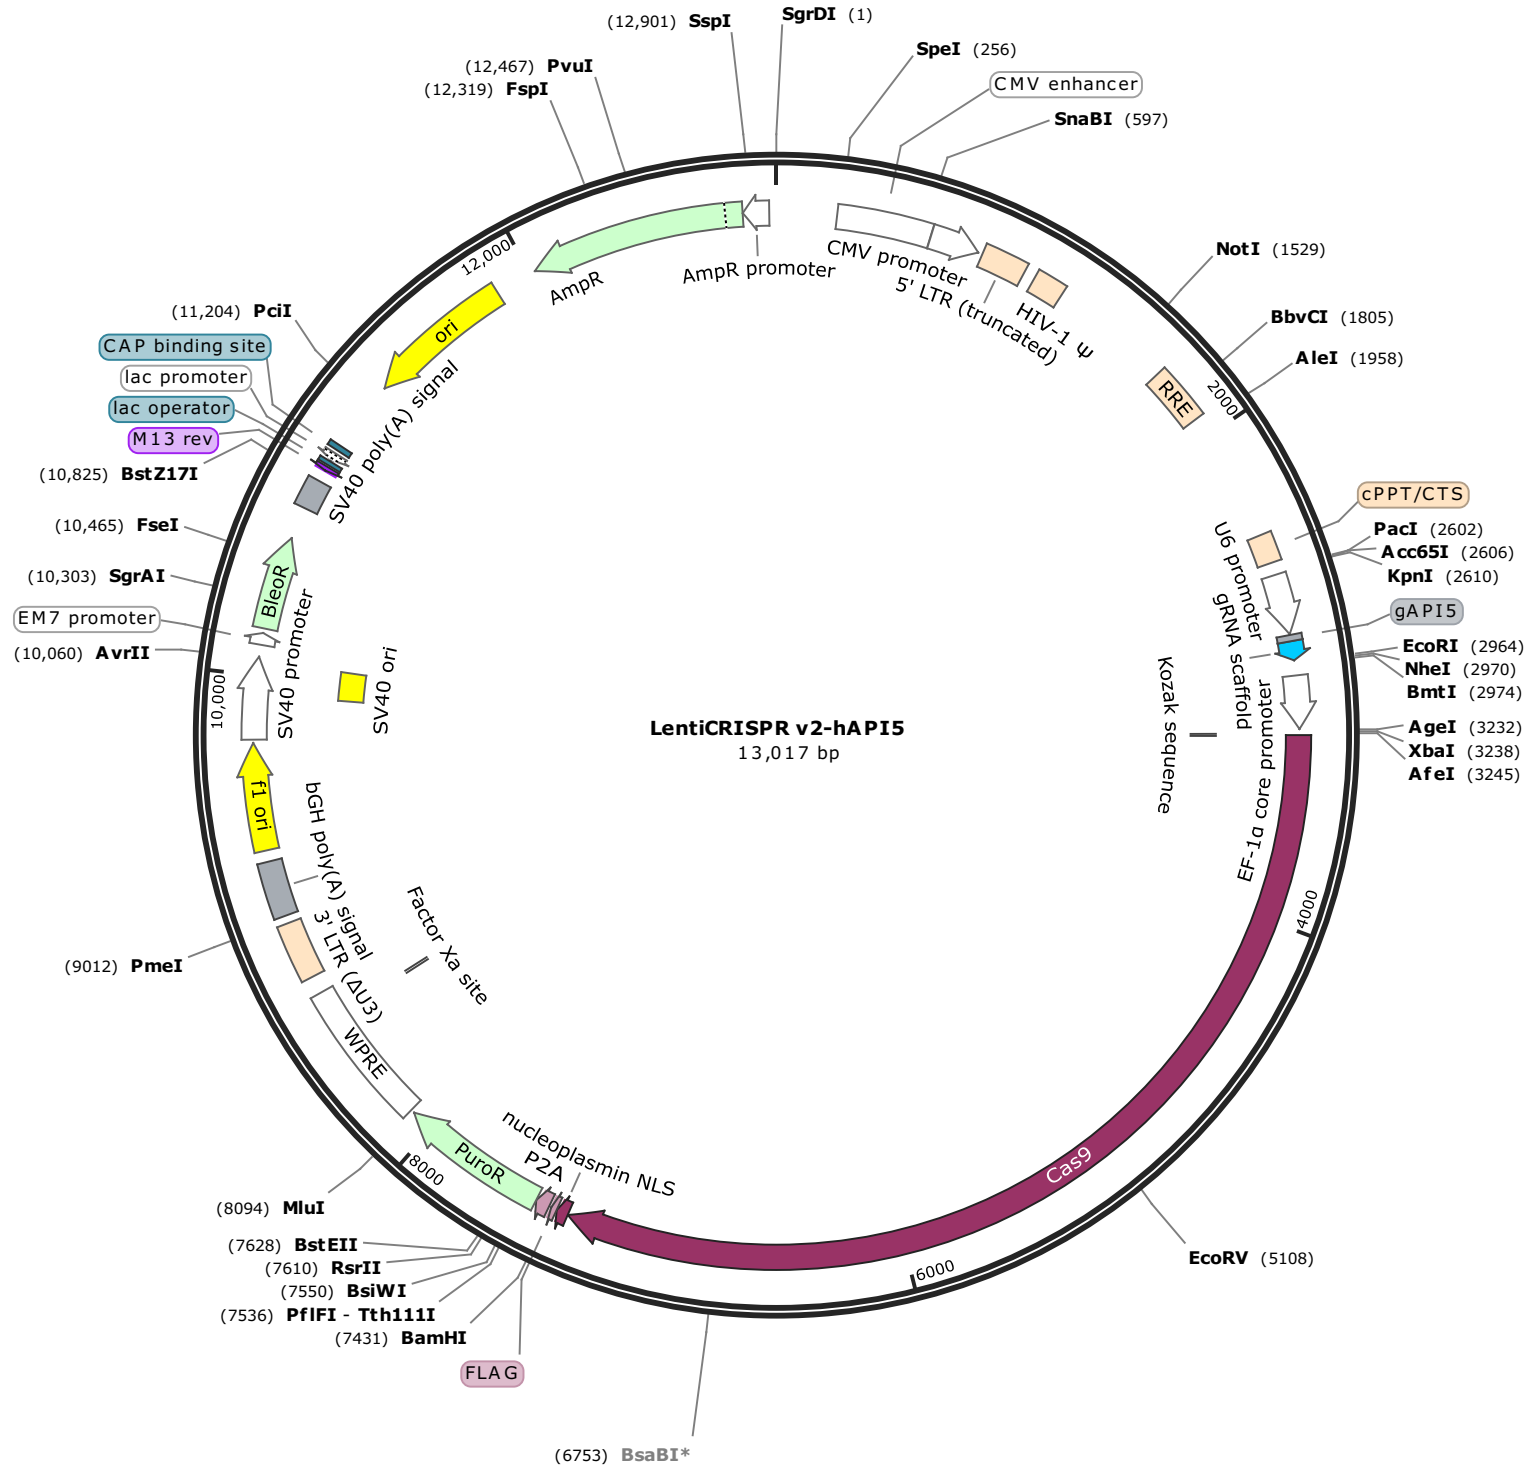 SgrDI (1)
(12,901) SspI
SpeI (256)
(12,467) PvuI
CMV enhancer
(12,319) FspI
SnaBI (597)
12,000
AmpR
AmpR promoter
CMV promoter
5' LTR (truncated)
HIV-1 Ψ
NotI (1529)
(11,204) PciI
BbvCI (1805)
ori
CAP binding site
AleI (1958)
lac promoter
RRE
2000
lac operator
M13 rev
SV40 poly(A) signal
(10,825) BstZ17I
cPPT/CTS
(10,465) FseI
PacI (2602)
Acc65I (2606)
(10,303) SgrAI
KpnI (2610)
U6 promoter
BleoR
gRNA scaffold
gAPI5
EM7 promoter
(10,060) AvrII
EcoRI (2964)
NheI (2970)
BmtI (2974)
10,000
SV40 promoter
SV40 ori
Kozak sequence
EF-1α core promoter
LentiCRISPR v2-hAPI5
13,017 bp
AgeI (3232)
XbaI (3238)
AfeI (3245)
f1 ori
bGH poly(A) signal
4000
3' LTR (ΔU3)
Factor Xa site
(9012) PmeI
WPRE
nucleoplasmin NLS
P2A
PuroR
8000
Cas9
(8094) MluI
(7628) BstEII
(7610) RsrII
(7550) BsiWI
(7536) PflFI - Tth111I
(7431) BamHI
EcoRV (5108)
6000
FLAG
(6753) BsaBI*